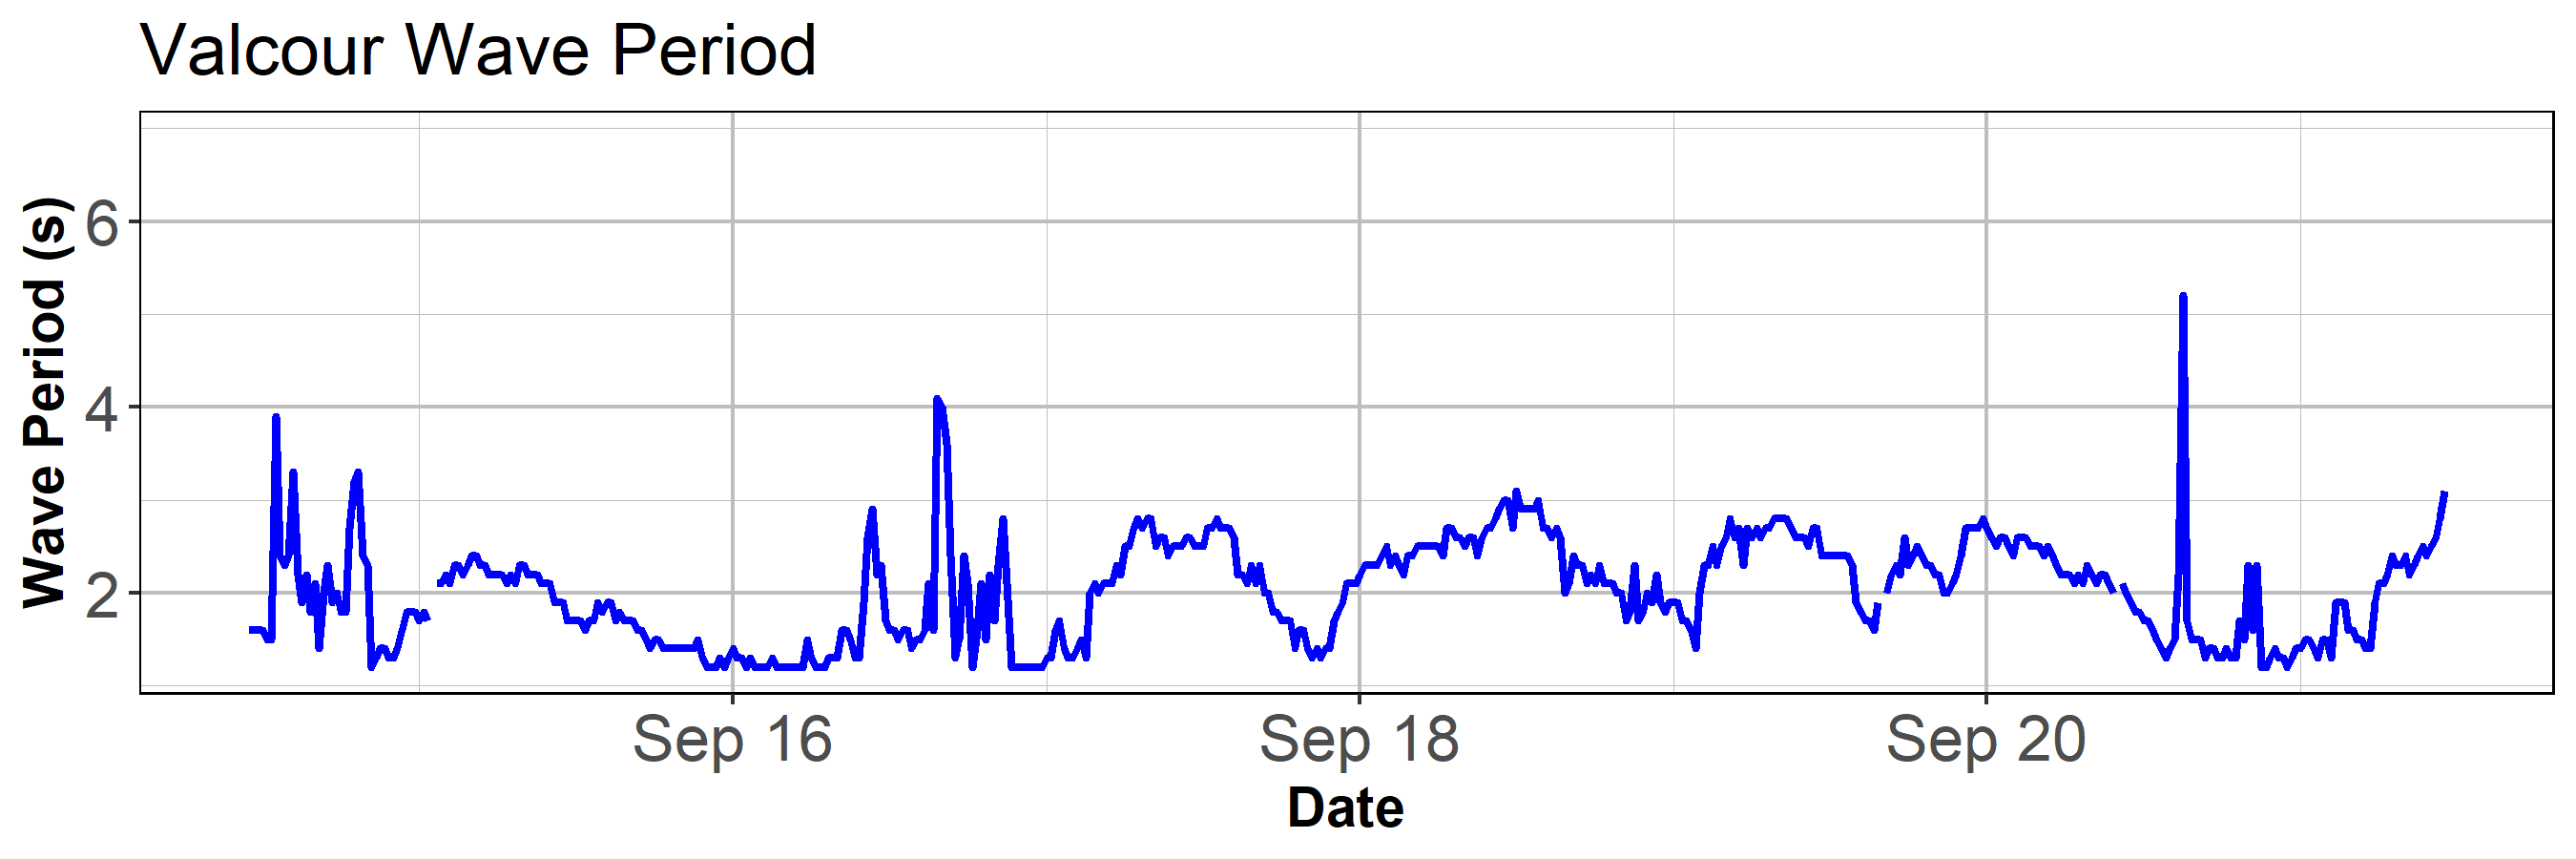 Valcour Wave Period
Wave Period (s)
6
4
2
Sep 16
Sep 18
Sep 20
Date